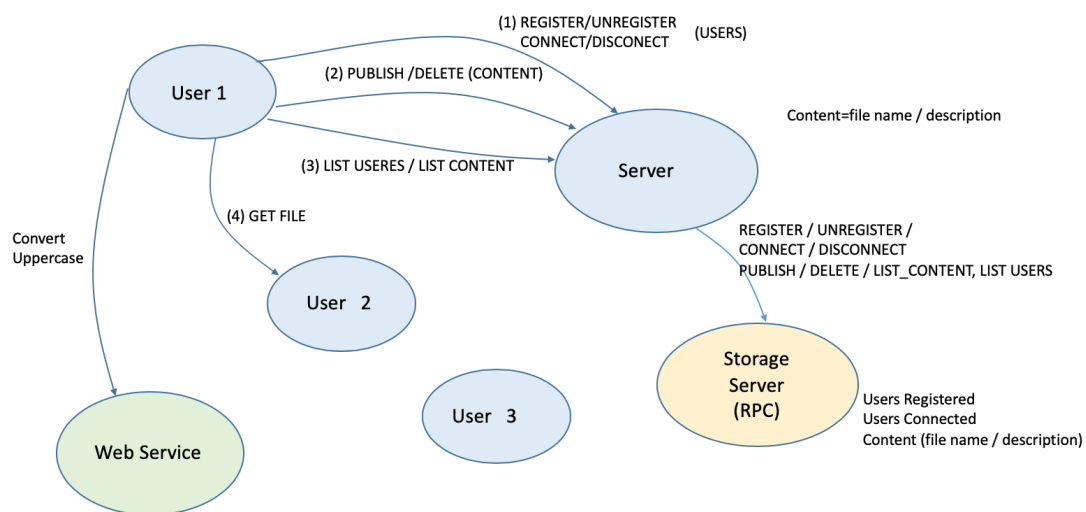 (1) REGISTER/UNREGISTER
CONNECT/DISCONECT
(USERS)
(2) PUBLISH /DELETE (CONTENT)
User 1
Content=file name / description
(3) LIST USERES / LIST CONTENT
Server
(4) GET FILE
Convert
Uppercase
REGISTER / UNREGISTER /
CONNECT / DISCONNECT
PUBLISH / DELETE / LIST_CONTENT, LIST USERS
User 2
Storage
Server
(RPC)
Users Registered
Users Connected
Content (file name / description)
User 3
Web Service